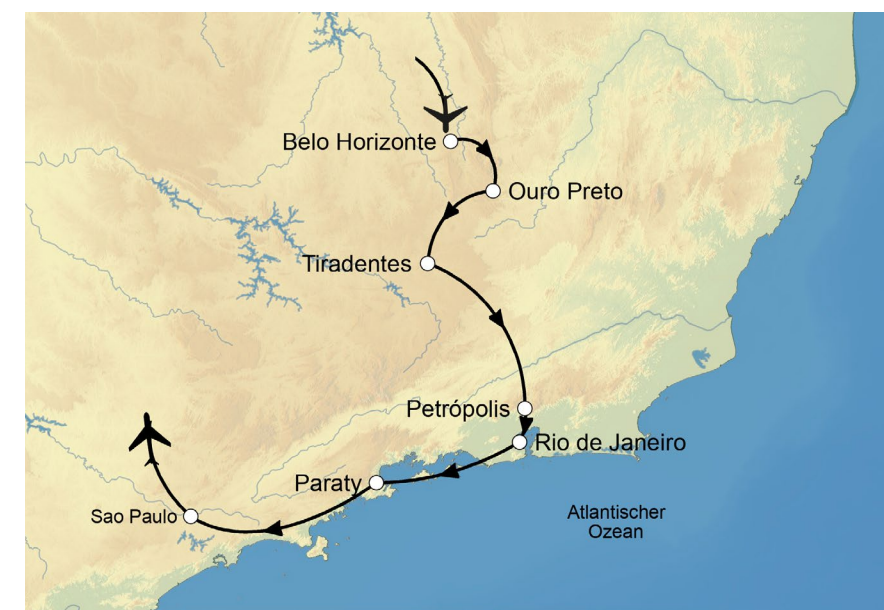 Belo Horizonte
Ouro Preto
Tiradentes
Petrópolis
Rio de Janeiro
Paraty
Sao Paulo
Atlantischer
Ozean